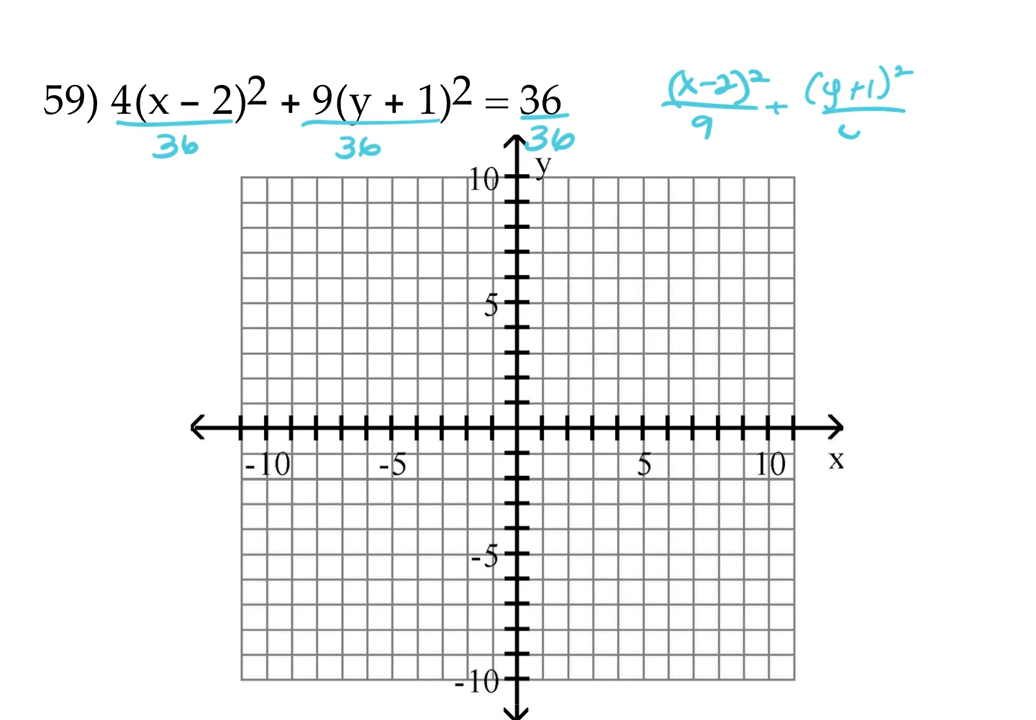 59) 4(x – 2)² + 9(y + 1)² = 36
36 36 36
(x-2)²/9 + (y+1)²/
y
10
5
-10 -5 5 10 x
-5
-10